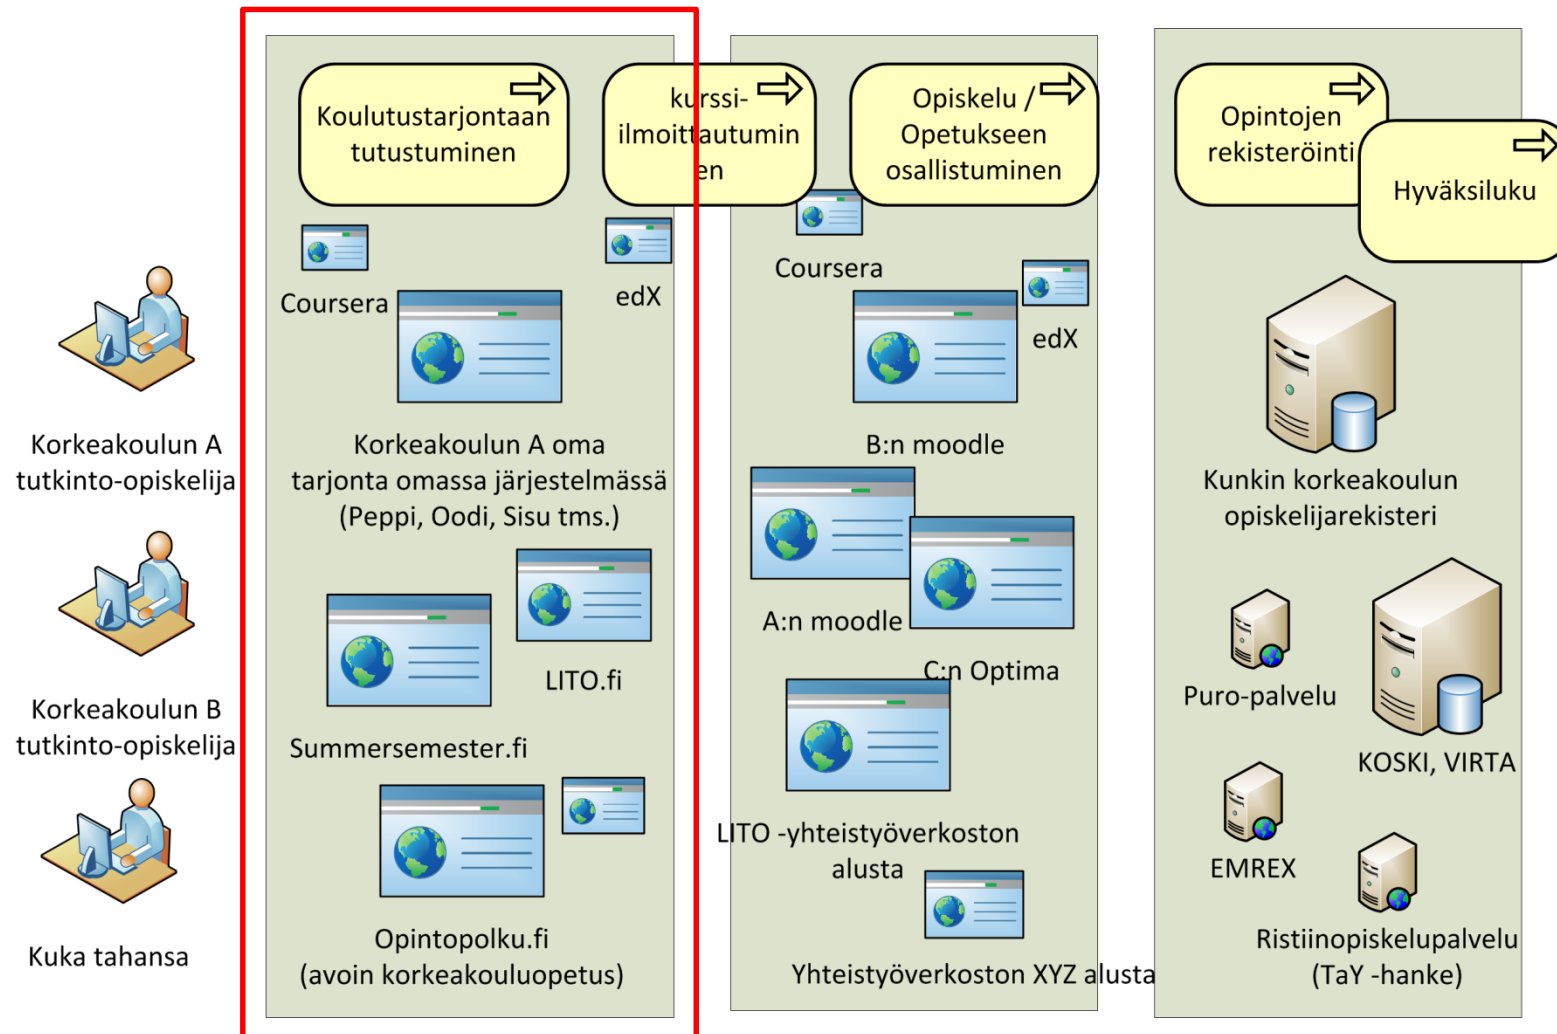 Koulutustarjontaan
tutustuminen
kurssi-
ilmoittautumin
en
Opiskelu /
Opetukseen
osallistuminen
Opintojen
rekisteröinti
Hyväksiluku
Korkeakoulun A
tutkinto-opiskelija
Korkeakoulun B
tutkinto-opiskelija
Kuka tahansa
Coursera
edX
Korkeakoulun A oma
tarjonta omassa järjestelmässä
(Peppi, Oodi, Sisu tms.)
LITO.fi
Summersemester.fi
Opintopolku.fi
(avoin korkeakouluopetus)
Coursera
edX
B:n moodle
A:n moodle
C:n Optima
LITO -yhteistyöverkoston
alusta
Yhteistyöverkoston XYZ alusta
Kunkin korkeakoulun
opiskelijarekisteri
Puro-palvelu
KOSKI, VIRTA
EMREX
Ristiinopiskelupalvelu
(TaY -hanke)